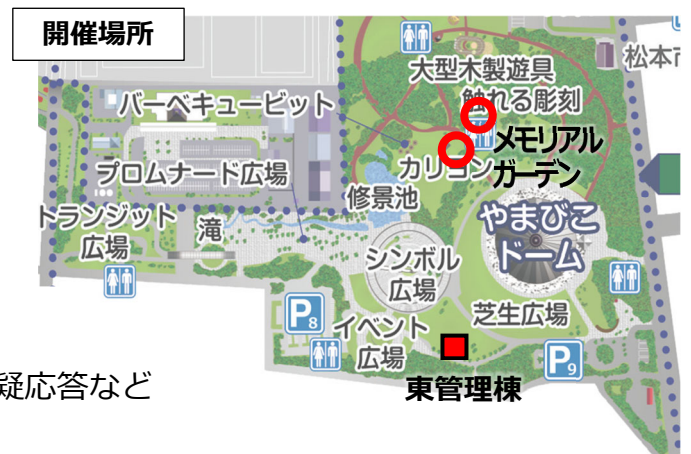 開催場所
松本市
大型木製遊具
触れる彫刻
バーベキュービット
メモリアル
ガーデン
カリヨン
プロムナード広場
修景池
やまびこ
ドーム
トランジット
広場
滝
シンボル
広場
芝生広場
P8
イベント
広場
P9
東管理棟
疑応答など